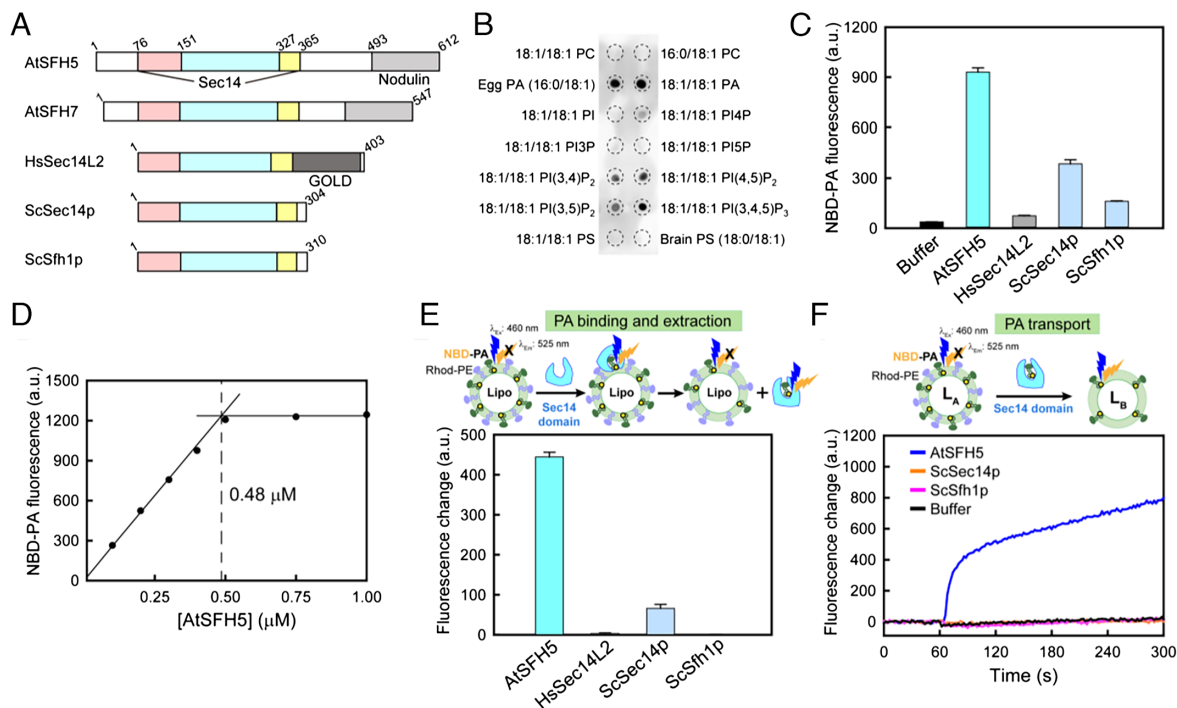 A
1 76 151 327 365 493 612
AtSFH5
Sec14
Nodulin
AtSFH7
547
1 403
HsSec14L2
GOLD
1 304
ScSec14p
1 310
ScSfh1p
B
18:1/18:1 PC 16:0/18:1 PC
Egg PA (16:0/18:1) 18:1/18:1 PA
18:1/18:1 PI 18:1/18:1 PI4P
18:1/18:1 PI3P 18:1/18:1 PI5P
18:1/18:1 PI(3,4)P₂ 18:1/18:1 PI(4,5)P₂
18:1/18:1 PI(3,5)P₂ 18:1/18:1 PI(3,4,5)P₃
18:1/18:1 PS Brain PS (18:0/18:1)
C
NBD-PA fluorescence (a.u.)
1200
900
600
300
0
Buffer
AtSFH5
HsSec14L2
ScSec14p
ScSfh1p
D
NBD-PA fluorescence (a.u.)
1500
1200
900
600
300
0
0.48 μM
0.25 0.50 0.75 1.00
[AtSFH5] (μM)
E
PA binding and extraction
λEx: 460 nm
λEm: 525 nm
NBD-PA
X
Rhod-PE
Lipo
Sec14
domain
Lipo
X
Lipo
+
Fluorescence change (a.u.)
500
400
300
200
100
0
AtSFH5
HsSec14L2
ScSec14p
ScSfh1p
F
PA transport
λEx: 460 nm
λEm: 525 nm
NBD-PA
X
Rhod-PE
LA
Sec14 domain
LB
Fluorescence change (a.u.)
1200
1000
800
600
400
200
0
AtSFH5
ScSec14p
ScSfh1p
Buffer
0 60 120 180 240 300
Time (s)